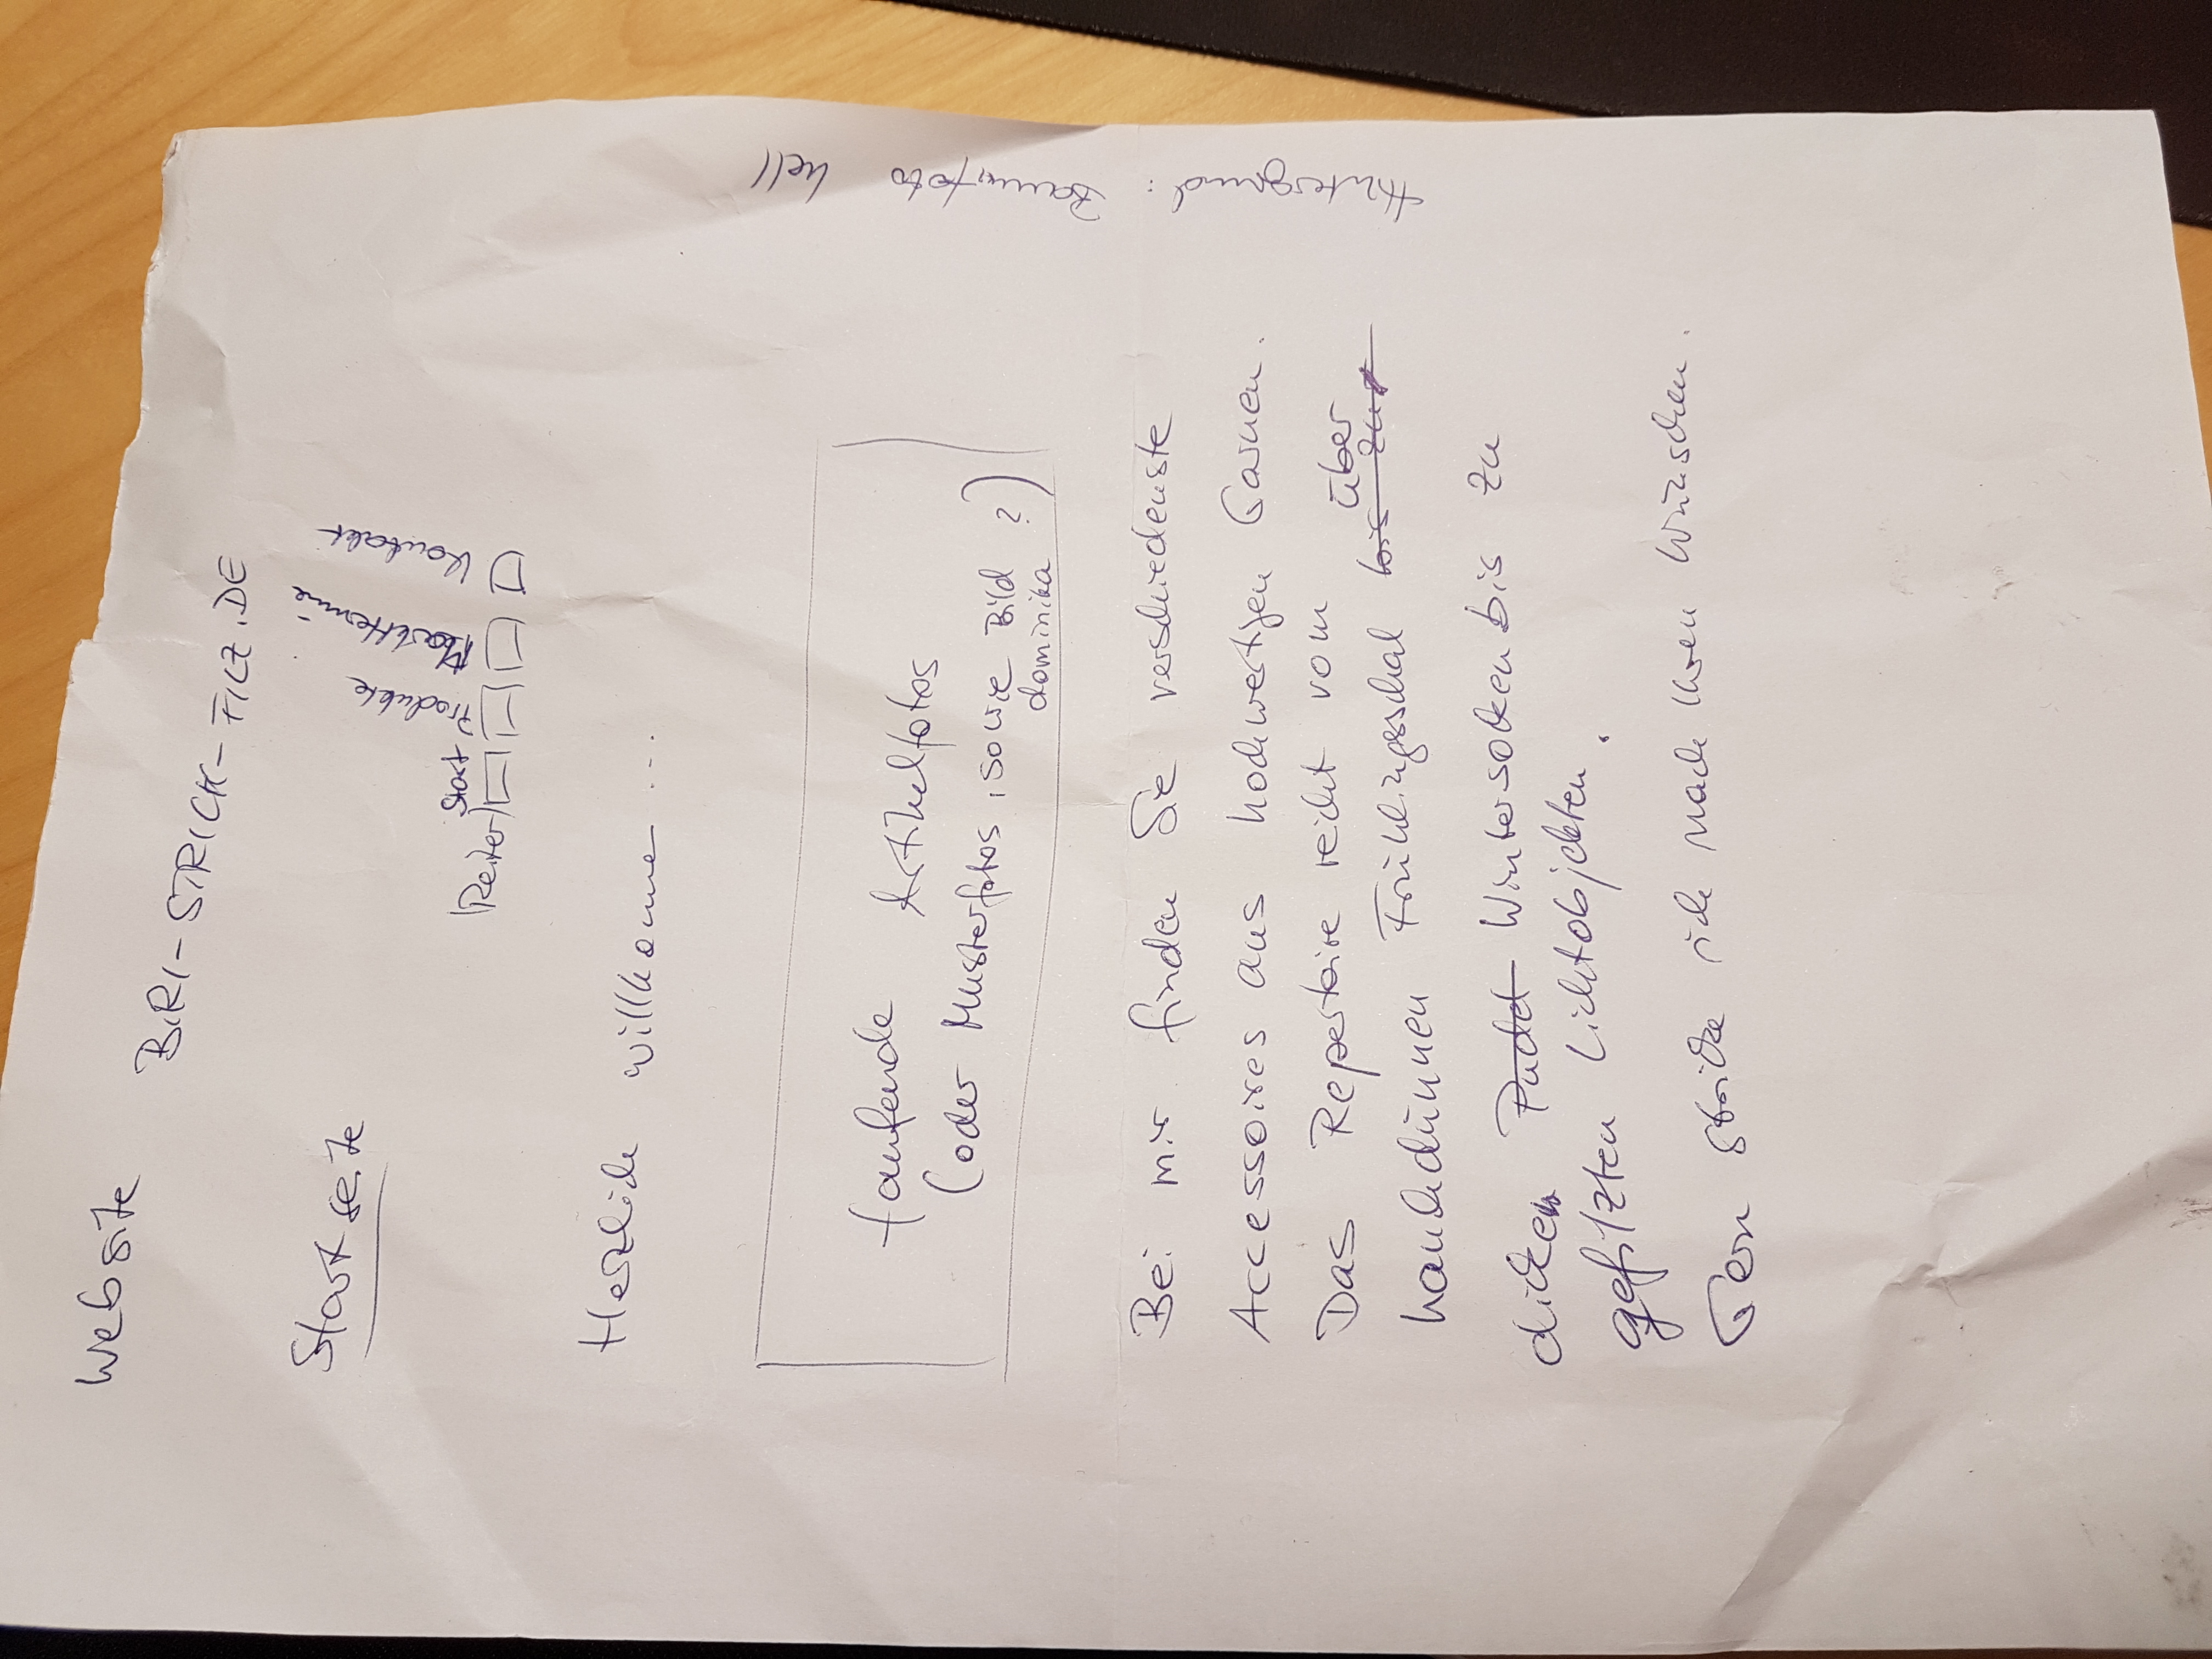 Website
BiRi-STRICK-FILZ.DE
Startseite
(Reiter) Start Produkte Markttermine Kontakt
Herzlich willkommen ...
laufende Artikelfotos
(oder Musterfotos, sowie Bild ?)
dominika
Bei mir finden Sie verschiedenste
Accessoires aus hochwertigen Garnen.
Das Repertoire reicht vom
hauchdünnen Frühlingsschal bis zur über
dicken Wintersocken bis zu
gefilzten Lichtobjekten.
Gern stricke ich nach Ihren Wünschen.
Hintergrund: Baumfoto hell